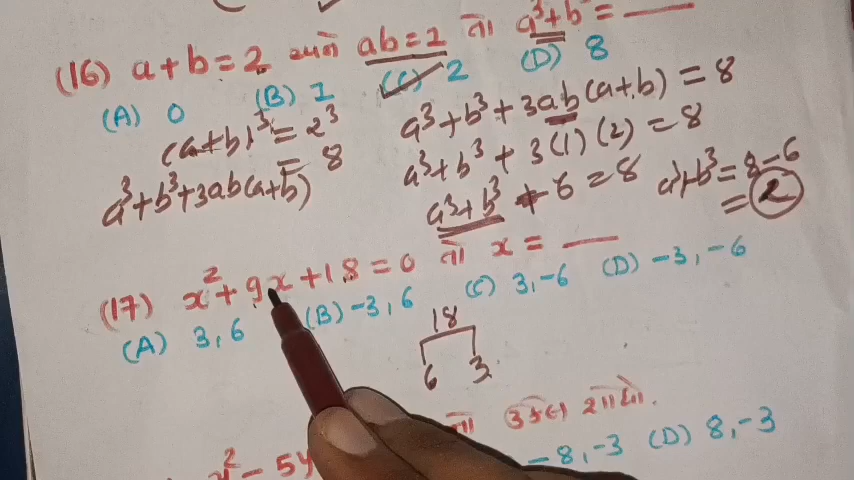 (16) a+b=2 અને ab=1 તો a³+b = ___
(A) 0 (B) 1 (C) 2 (D) 8
(a+b)³ = 2³
= 8
a³+b³+3ab(a+b)
a³+b³+3ab(a+b) = 8
a³+b³+3(1)(2) = 8
a³+b³+6 = 8
a³+b³ = 8-6
= 2
(17) x²+9x+18=0 તો x = ___
(A) 3, 6 (B) -3, 6 (C) 3, -6 (D) -3, -6
18
6 3
² - 5y તો ઉકેલ શોધો.
-8, -3 (D) 8, -3